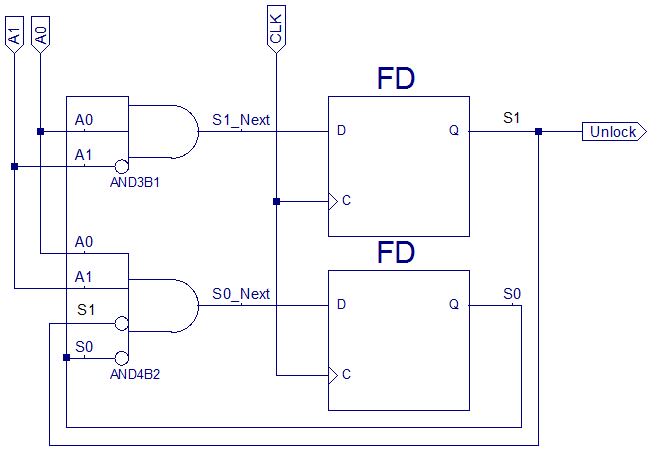 A1
A0
CLK
FD
A0
S1_Next
D
Q
S1
Unlock
A1
AND3B1
C
FD
A0
A1
S0_Next
D
Q
S0
S1
S0
AND4B2
C